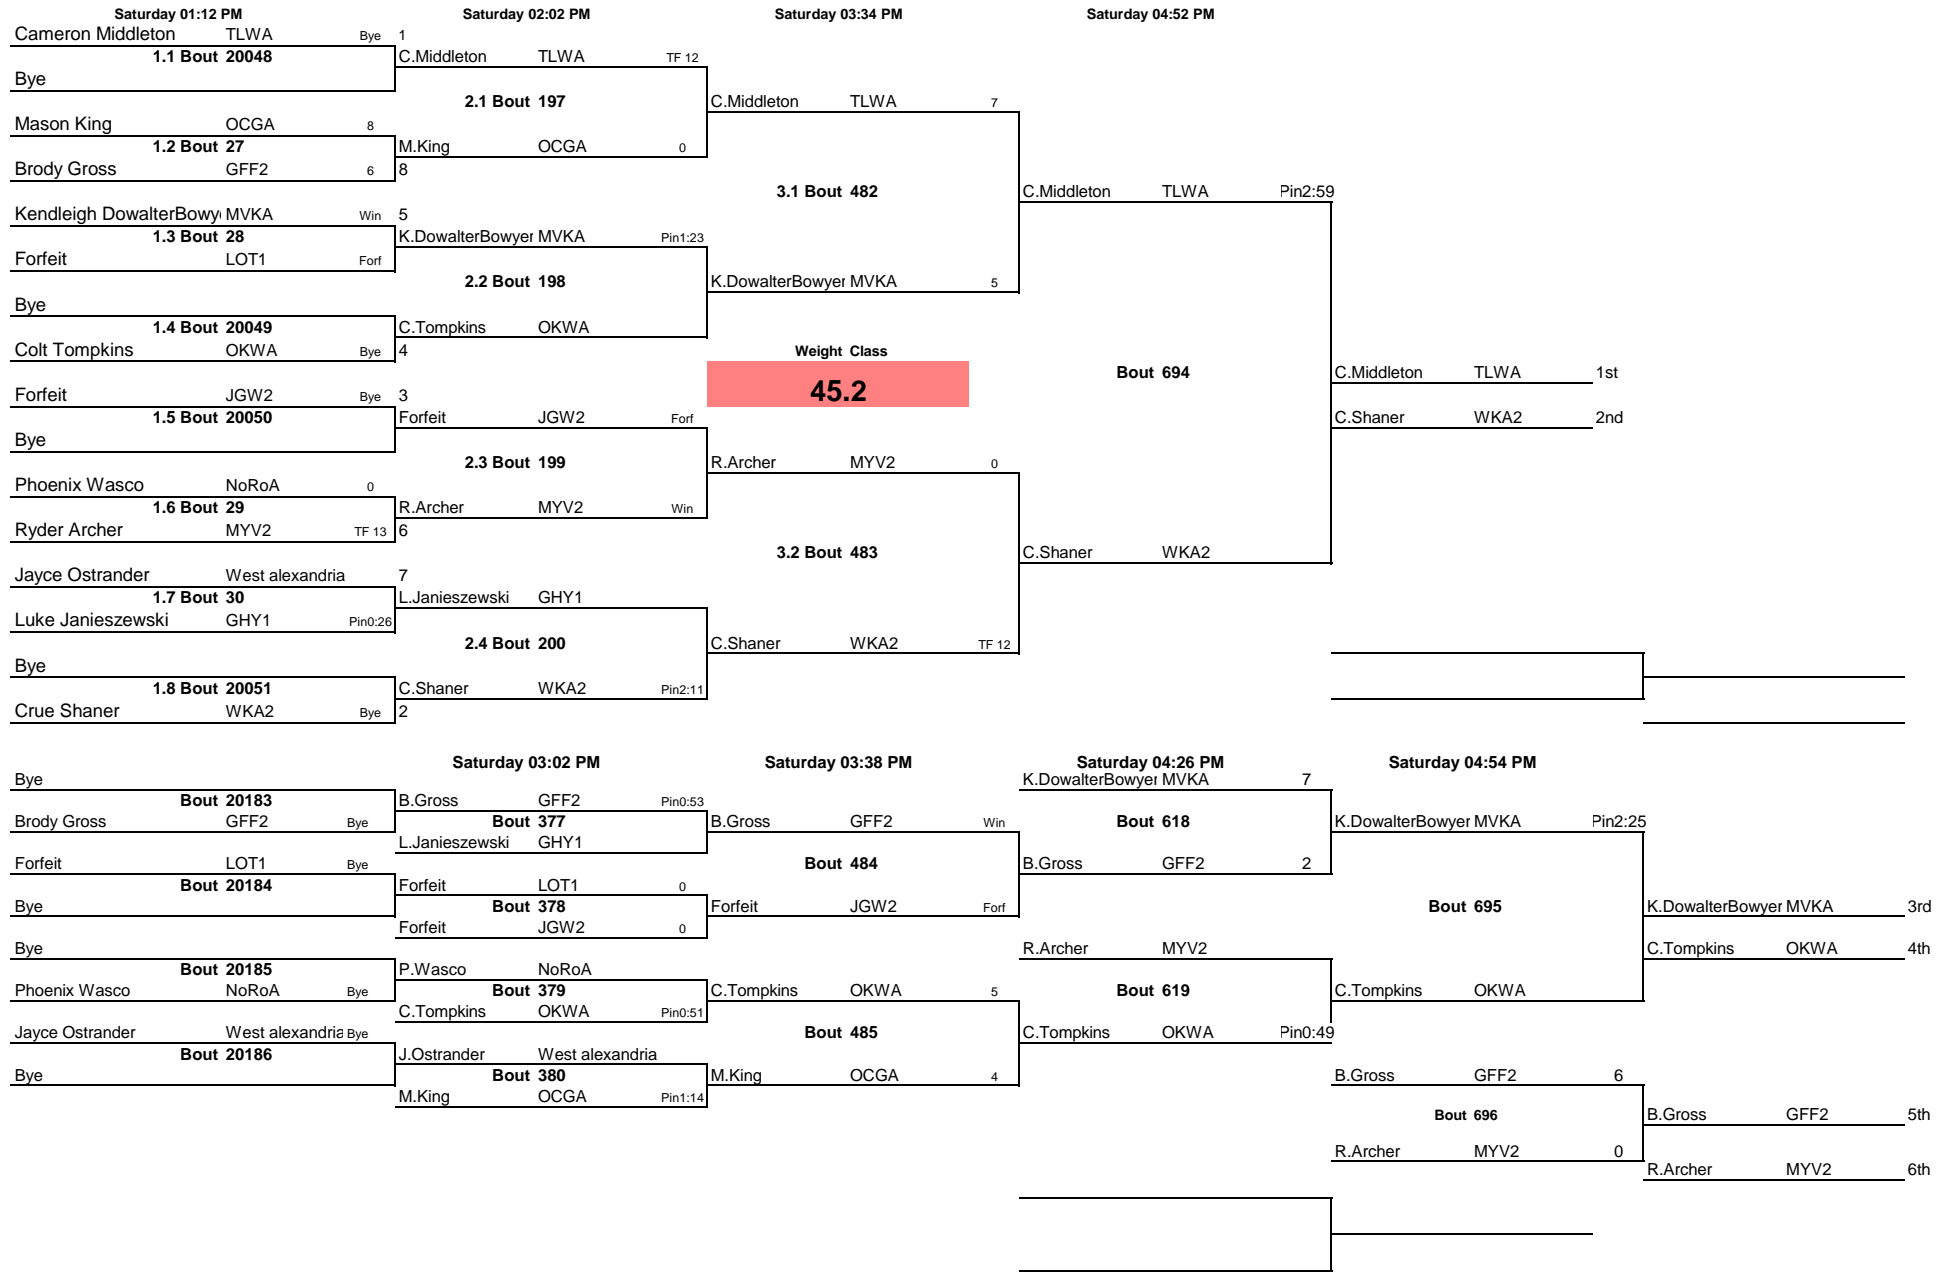 Saturday 01:12 PM Saturday 02:02 PM Saturday 03:34 PM Saturday 04:52 PM
Cameron Middleton TLWA Bye 1
1.1 Bout 20048 C.Middleton TLWA TF 12
Bye
2.1 Bout 197 C.Middleton TLWA 7
Mason King OCGA 8
1.2 Bout 27 M.King OCGA 0
Brody Gross GFF2 6 8
3.1 Bout 482 C.Middleton TLWA Pin2:59
Kendleigh DowalterBowy MVKA Win 5
1.3 Bout 28 K.DowalterBowyer MVKA Pin1:23
Forfeit LOT1 Forf
2.2 Bout 198 K.DowalterBowyer MVKA 5
Bye
1.4 Bout 20049 C.Tompkins OKWA
Colt Tompkins OKWA Bye 4 Weight Class
Bout 694 C.Middleton TLWA 1st
Forfeit JGW2 Bye 3 45.2
1.5 Bout 20050 Forfeit JGW2 Forf C.Shaner WKA2 2nd
Bye
2.3 Bout 199 R.Archer MYV2 0
Phoenix Wasco NoRoA 0
1.6 Bout 29 R.Archer MYV2 Win
Ryder Archer MYV2 TF 13 6
3.2 Bout 483 C.Shaner WKA2
Jayce Ostrander West alexandria 7
1.7 Bout 30 L.Janieszewski GHY1
Luke Janieszewski GHY1 Pin0:26
2.4 Bout 200 C.Shaner WKA2 TF 12
Bye
1.8 Bout 20051 C.Shaner WKA2 Pin2:11
Crue Shaner WKA2 Bye 2
Saturday 03:02 PM Saturday 03:38 PM Saturday 04:26 PM Saturday 04:54 PM
Bye K.DowalterBowyer MVKA 7
Bout 20183 B.Gross GFF2 Pin0:53
Brody Gross GFF2 Bye Bout 377 B.Gross GFF2 Win Bout 618 K.DowalterBowyer MVKA Pin2:25
L.Janieszewski GHY1
Forfeit LOT1 Bye Bout 484 B.Gross GFF2 2
Bout 20184 Forfeit LOT1 0
Bye Bout 378 Forfeit JGW2 Forf Bout 695 K.DowalterBowyer MVKA 3rd
Forfeit JGW2 0
Bye R.Archer MYV2 C.Tompkins OKWA 4th
Bout 20185 P.Wasco NoRoA
Phoenix Wasco NoRoA Bye Bout 379 C.Tompkins OKWA 5 Bout 619 C.Tompkins OKWA
C.Tompkins OKWA Pin0:51
Jayce Ostrander West alexandria Bye Bout 485 C.Tompkins OKWA Pin0:49
Bout 20186 J.Ostrander West alexandria
Bye Bout 380 M.King OCGA 4 B.Gross GFF2 6
M.King OCGA Pin1:14
Bout 696 B.Gross GFF2 5th
R.Archer MYV2 0
R.Archer MYV2 6th